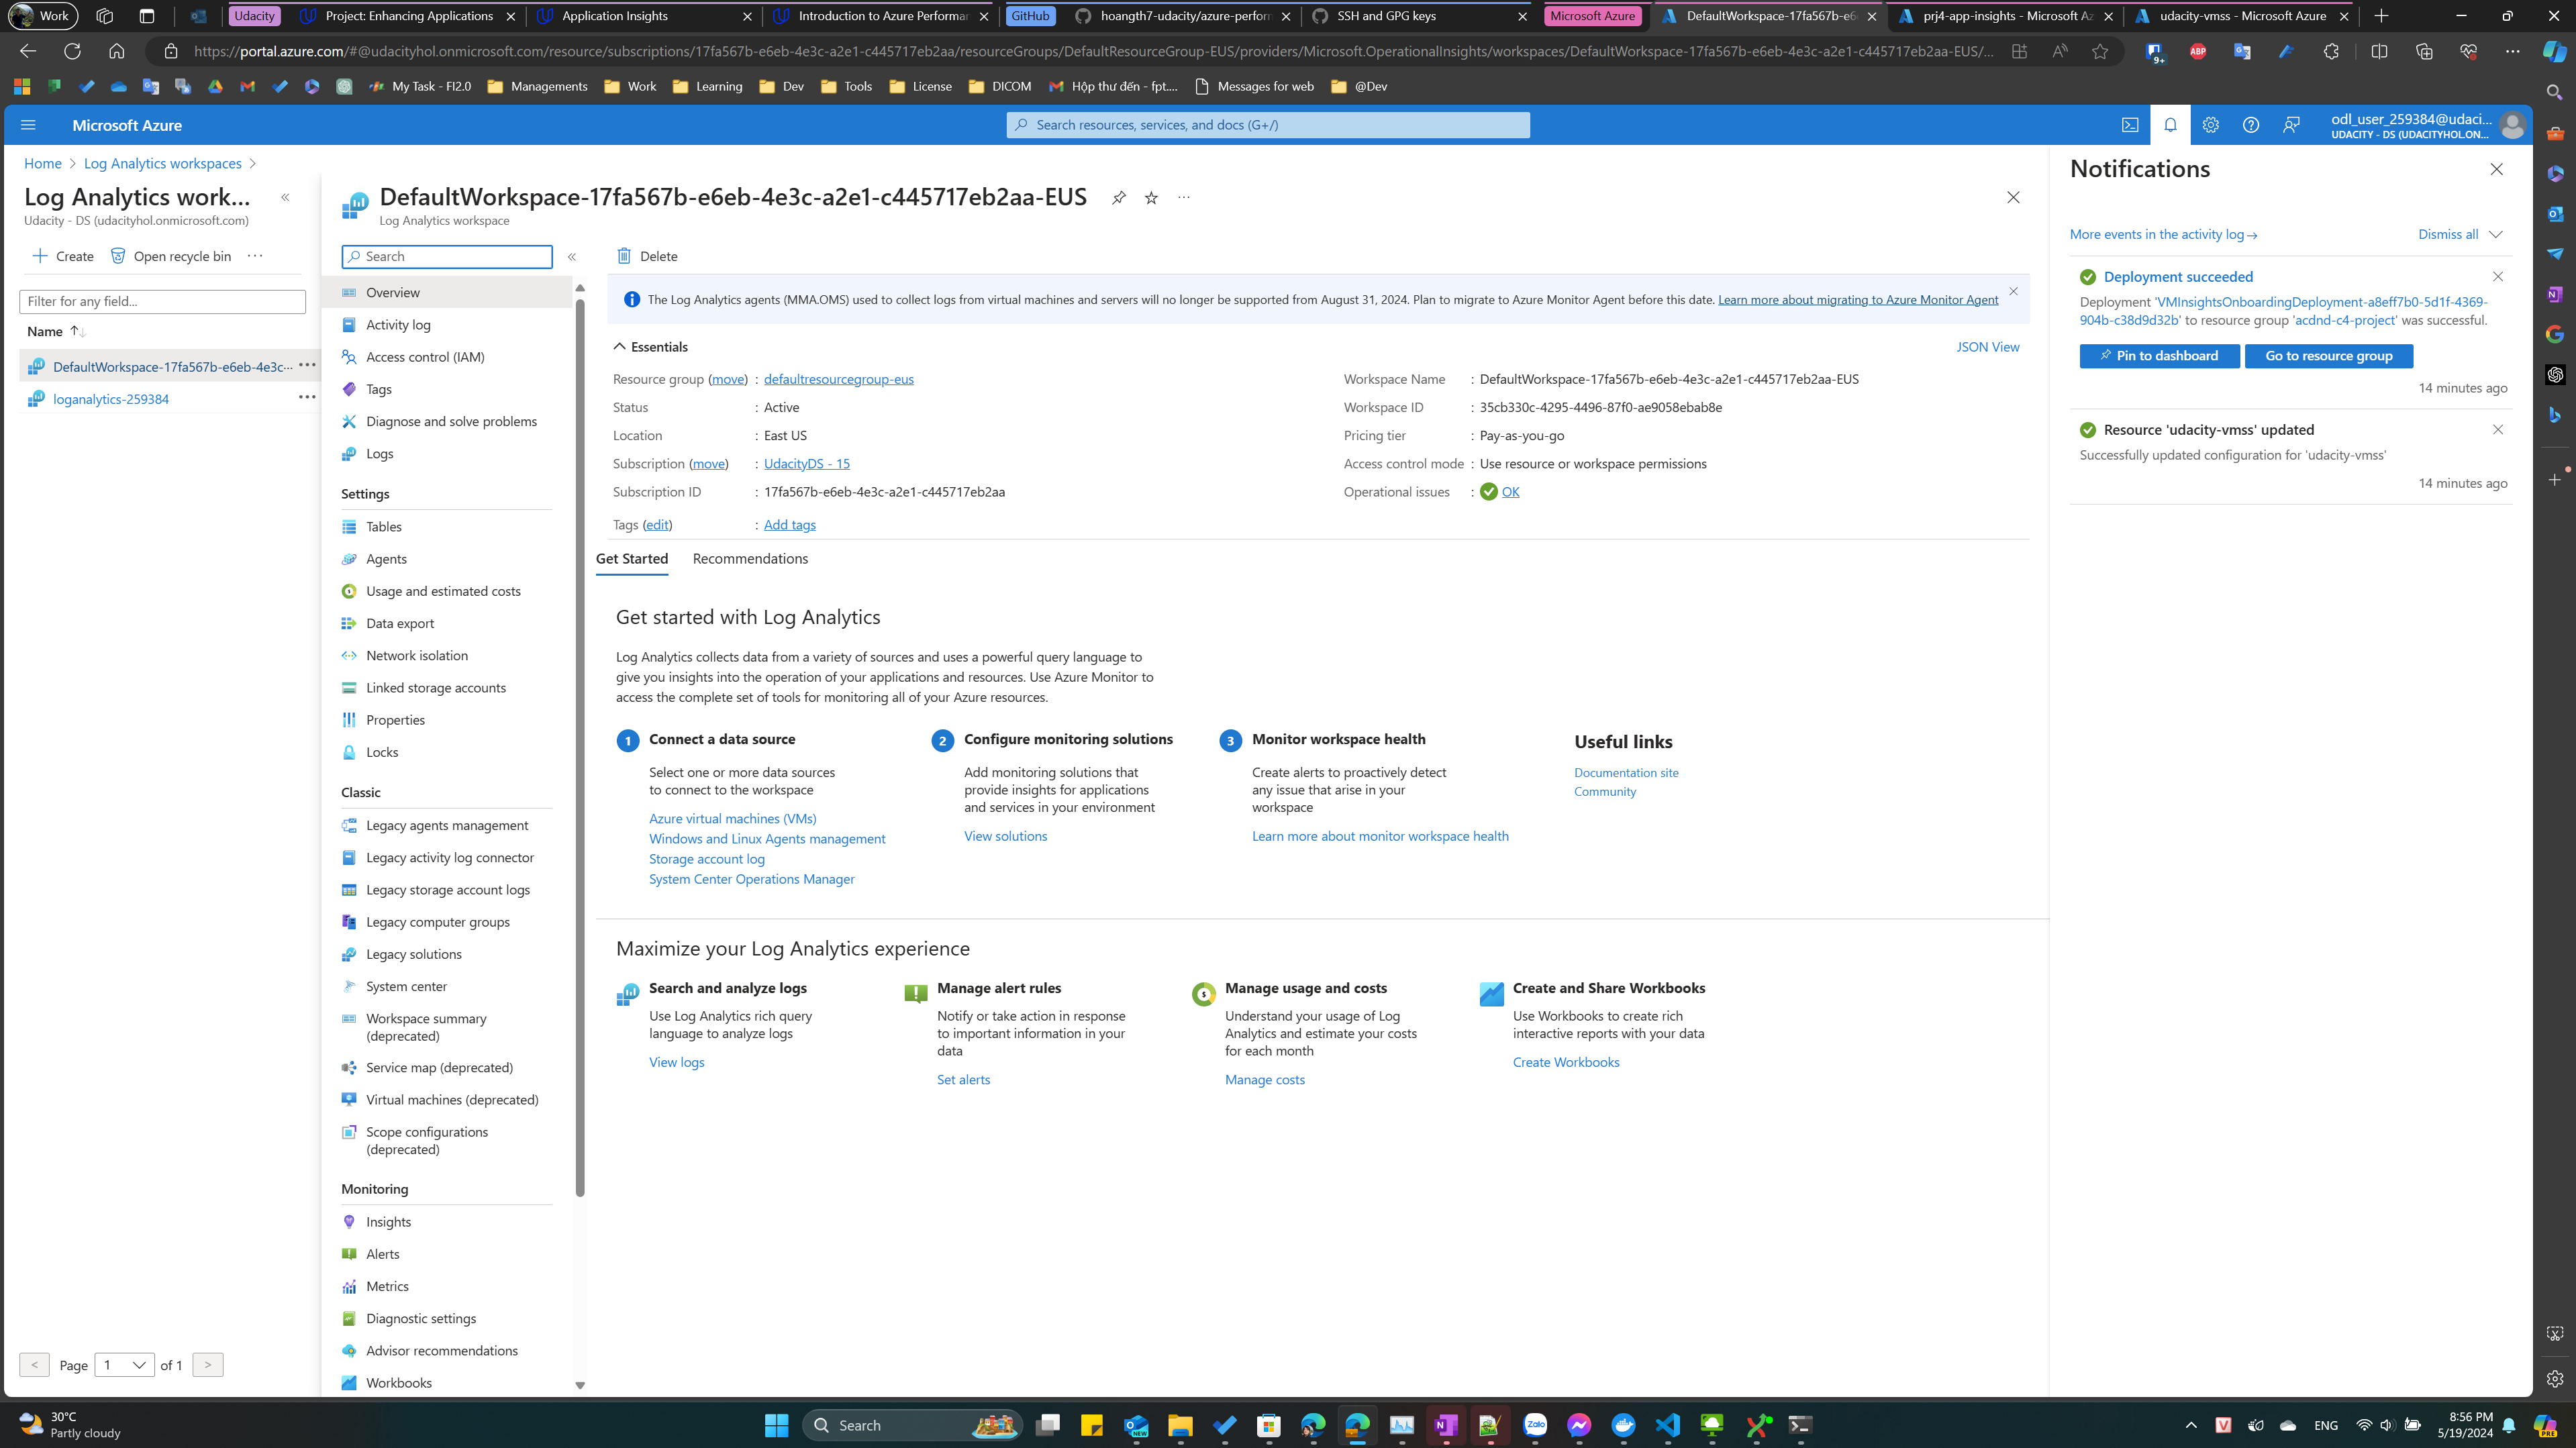 Work
Udacity
Project: Enhancing Applications
Application Insights
Introduction to Azure Performan
GitHub
hoangth7-udacity/azure-perform
SSH and GPG keys
Microsoft Azure
DefaultWorkspace-17fa567b-e6e
prj4-app-insights - Microsoft Az
udacity-vmss - Microsoft Azure
https://portal.azure.com/#@udacityhol.onmicrosoft.com/resource/subscriptions/17fa567b-e6eb-4e3c-a2e1-c445717eb2aa/resourceGroups/DefaultResourceGroup-EUS/providers/Microsoft.OperationalInsights/workspaces/DefaultWorkspace-17fa567b-e6eb-4e3c-a2e1-c445717eb2aa-EUS/...
ABP
9+
My Task - FI2.0
Managements
Work
Learning
Dev
Tools
License
DICOM
Hộp thư đến - fpt....
Messages for web
@Dev
Microsoft Azure
Search resources, services, and docs (G+/)
odl_user_259384@udaci...
UDACITY - DS (UDACITYHOL.ON...
Home > Log Analytics workspaces >
Log Analytics work...
Udacity - DS (udacityhol.onmicrosoft.com)
Create
Open recycle bin
Filter for any field...
Name
DefaultWorkspace-17fa567b-e6eb-4e3c-...
loganalytics-259384
< Page 1 of 1 >
DefaultWorkspace-17fa567b-e6eb-4e3c-a2e1-c445717eb2aa-EUS
Log Analytics workspace
Search
Overview
Activity log
Access control (IAM)
Tags
Diagnose and solve problems
Logs
Settings
Tables
Agents
Usage and estimated costs
Data export
Network isolation
Linked storage accounts
Properties
Locks
Classic
Legacy agents management
Legacy activity log connector
Legacy storage account logs
Legacy computer groups
Legacy solutions
System center
Workspace summary
(deprecated)
Service map (deprecated)
Virtual machines (deprecated)
Scope configurations
(deprecated)
Monitoring
Insights
Alerts
Metrics
Diagnostic settings
Advisor recommendations
Workbooks
Delete
The Log Analytics agents (MMA.OMS) used to collect logs from virtual machines and servers will no longer be supported from August 31, 2024. Plan to migrate to Azure Monitor Agent before this date. Learn more about migrating to Azure Monitor Agent
Essentials
JSON View
Resource group (move) : defaultresourcegroup-eus
Status : Active
Location : East US
Subscription (move) : UdacityDS - 15
Subscription ID : 17fa567b-e6eb-4e3c-a2e1-c445717eb2aa
Tags (edit) : Add tags
Workspace Name : DefaultWorkspace-17fa567b-e6eb-4e3c-a2e1-c445717eb2aa-EUS
Workspace ID : 35cb330c-4295-4496-87f0-ae9058ebab8e
Pricing tier : Pay-as-you-go
Access control mode : Use resource or workspace permissions
Operational issues : OK
Get Started
Recommendations
Get started with Log Analytics
Log Analytics collects data from a variety of sources and uses a powerful query language to
give you insights into the operation of your applications and resources. Use Azure Monitor to
access the complete set of tools for monitoring all of your Azure resources.
1
Connect a data source
Select one or more data sources
to connect to the workspace
Azure virtual machines (VMs)
Windows and Linux Agents management
Storage account log
System Center Operations Manager
2
Configure monitoring solutions
Add monitoring solutions that
provide insights for applications
and services in your environment
View solutions
3
Monitor workspace health
Create alerts to proactively detect
any issue that arise in your
workspace
Learn more about monitor workspace health
Useful links
Documentation site
Community
Maximize your Log Analytics experience
Search and analyze logs
Use Log Analytics rich query
language to analyze logs
View logs
Manage alert rules
Notify or take action in response
to important information in your
data
Set alerts
Manage usage and costs
Understand your usage of Log
Analytics and estimate your costs
for each month
Manage costs
Create and Share Workbooks
Use Workbooks to create rich
interactive reports with your data
Create Workbooks
Notifications
More events in the activity log →
Dismiss all
Deployment succeeded
Deployment 'VMInsightsOnboardingDeployment-a8eff7b0-5d1f-4369-
904b-c38d9d32b' to resource group 'acdnd-c4-project' was successful.
Pin to dashboard
Go to resource group
14 minutes ago
Resource 'udacity-vmss' updated
Successfully updated configuration for 'udacity-vmss'
14 minutes ago
30°C
Partly cloudy
Search
NEW
Zalo
ENG
8:56 PM
5/19/2024
PRE